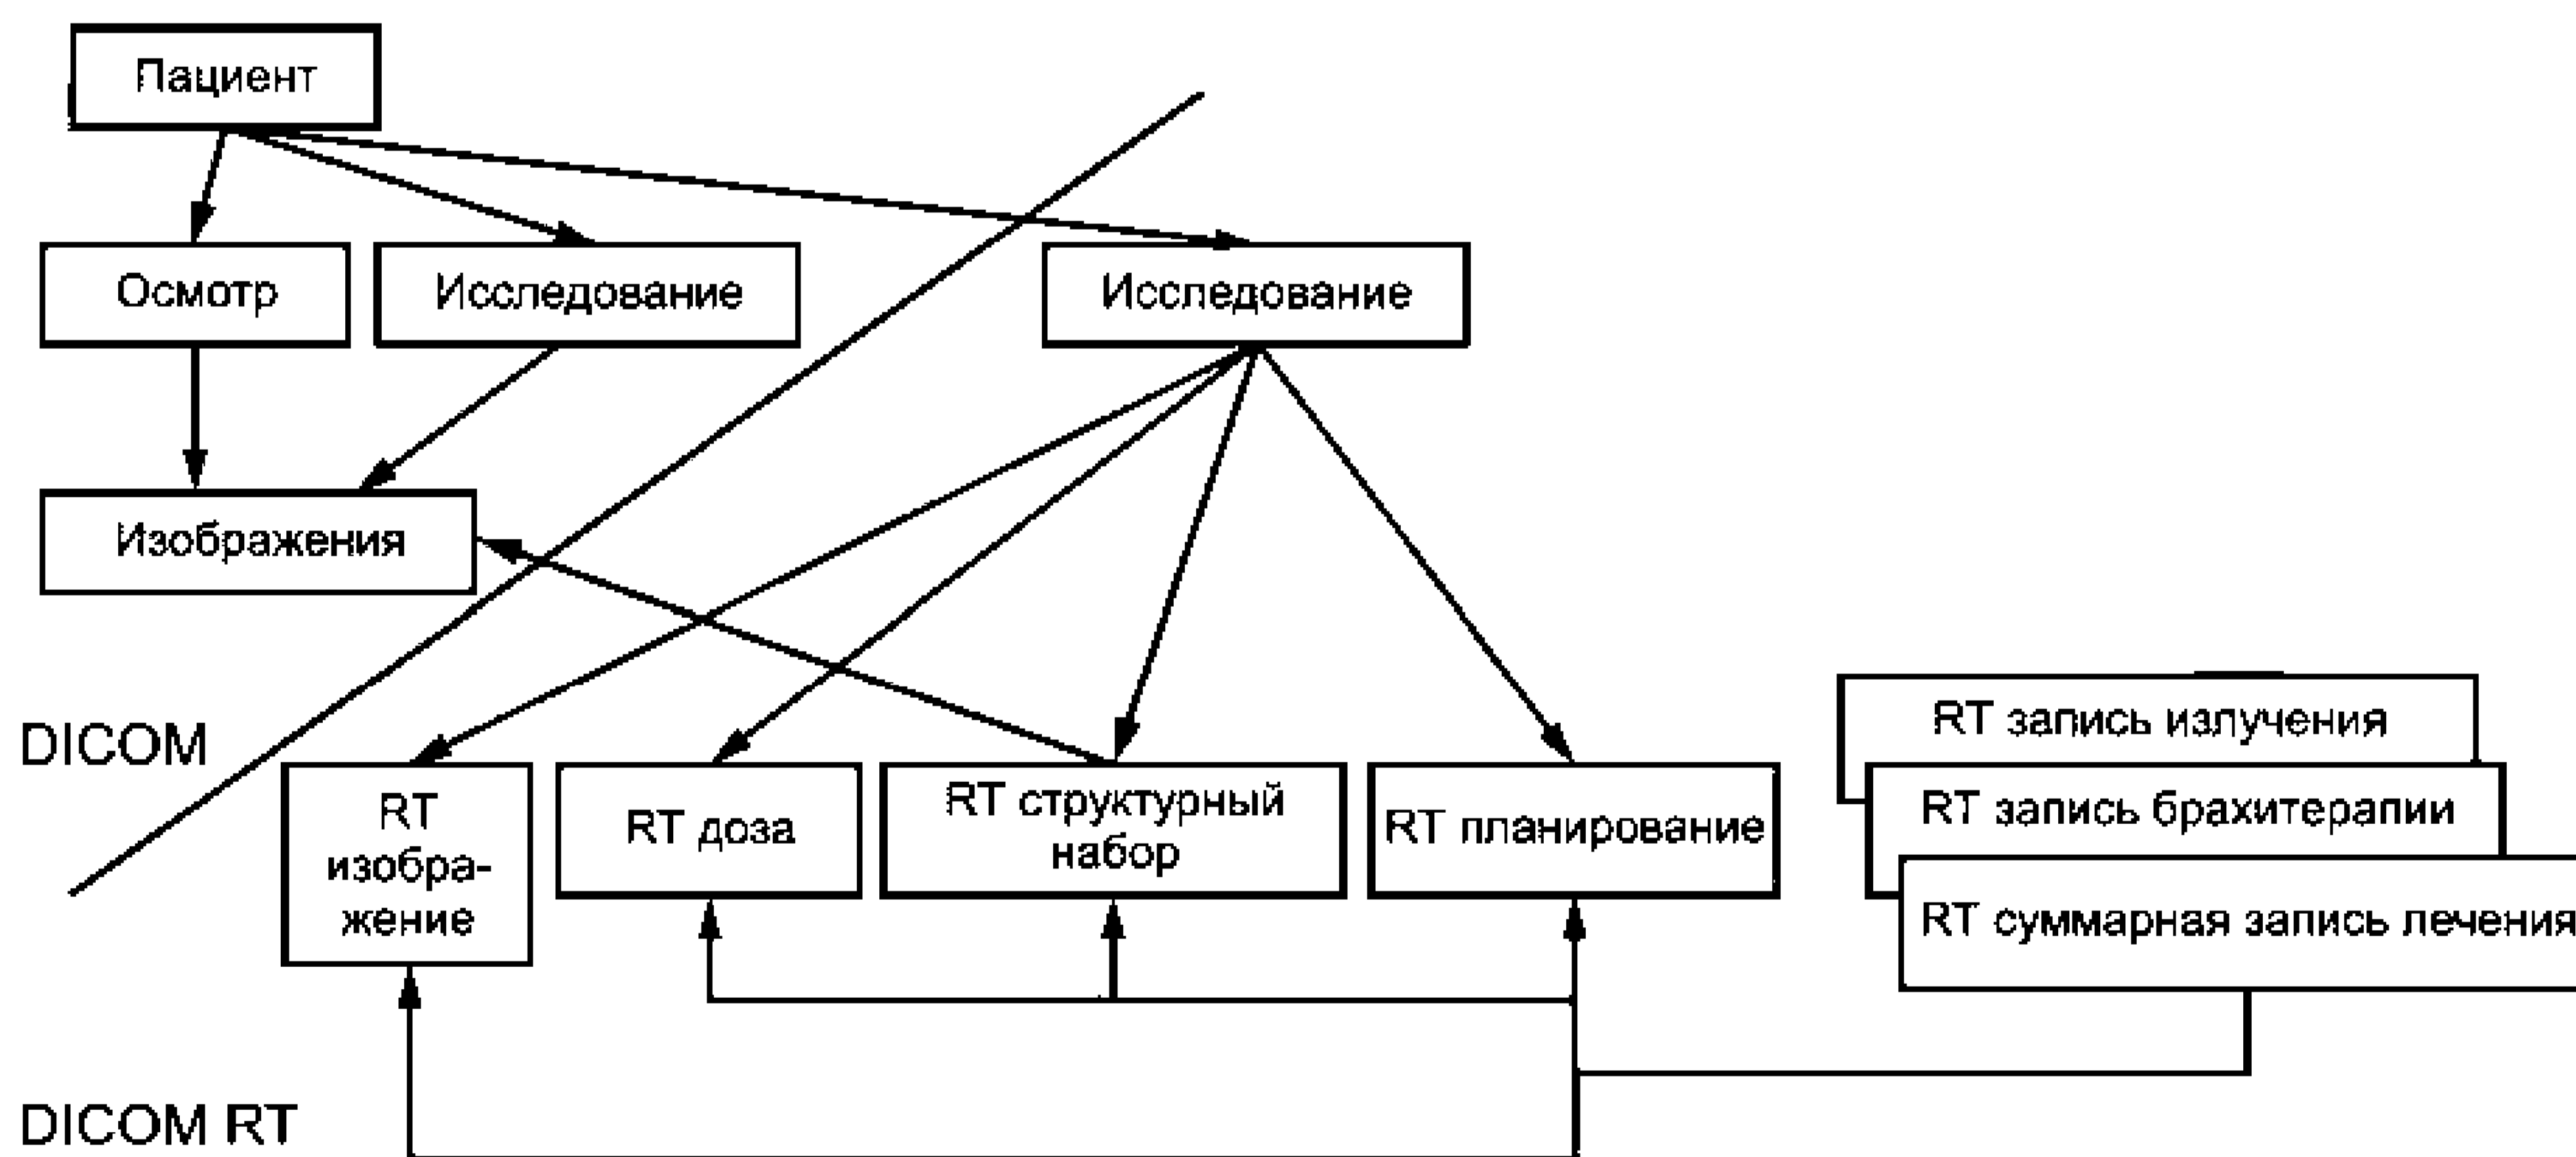 Пациент
Осмотр
Исследование
Исследование
Изображения
DICOM
RT
изобра-
жение
RT доза
RT структурный
набор
RT планирование
RT запись излучения
RT запись брахитерапии
RT суммарная запись лечения
DICOM RT